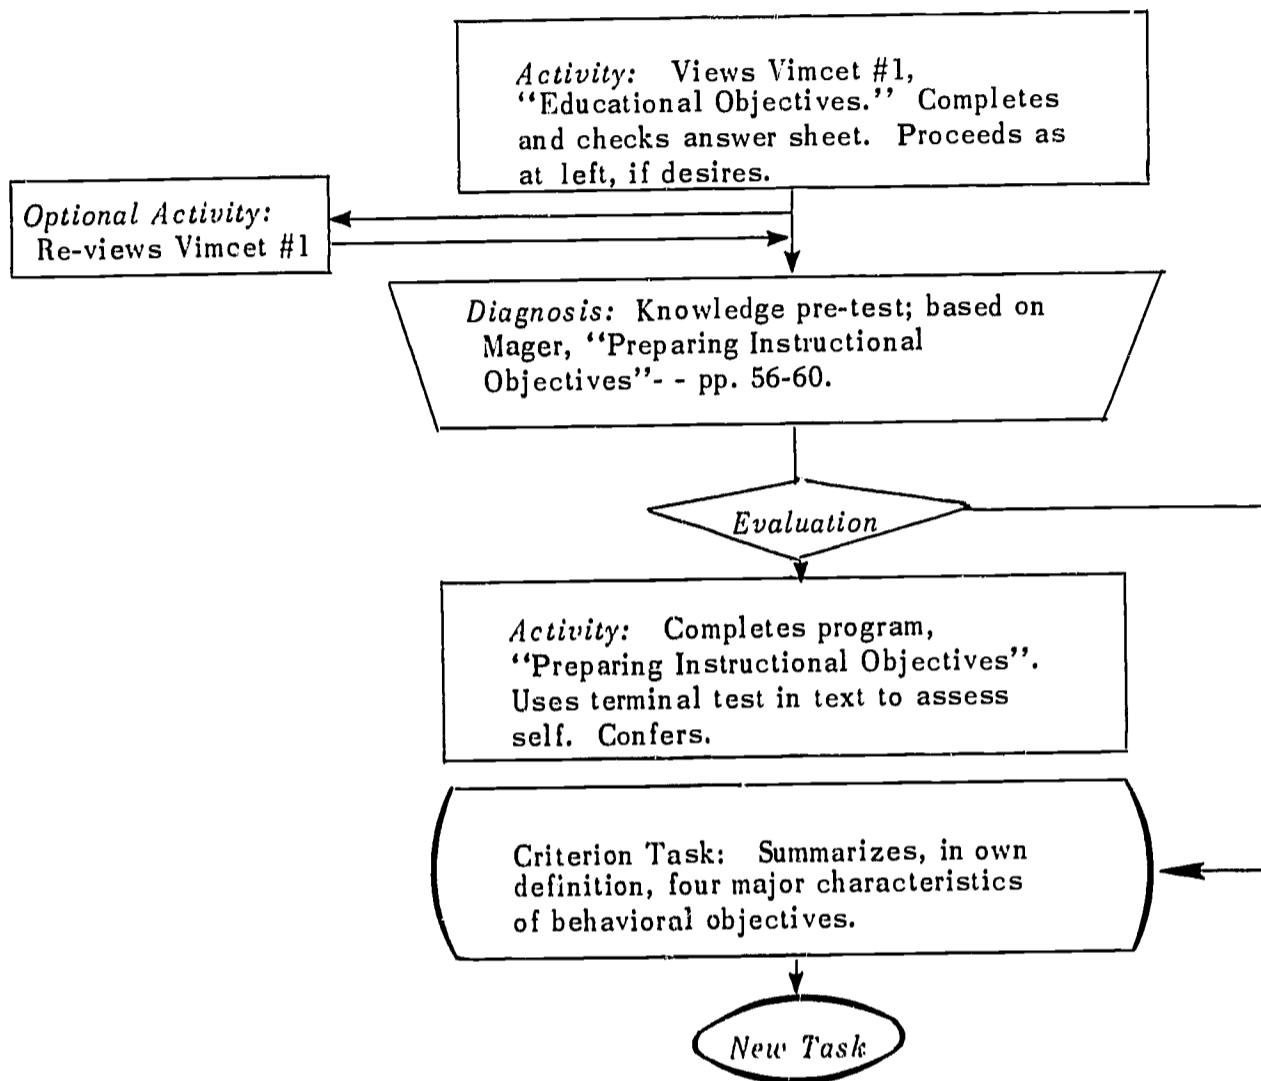 Activity: Views Vimcet #1,
“Educational Objectives.” Completes
and checks answer sheet. Proceeds as
at left, if desires.
Optional Activity:
Re-views Vimcet #1
Diagnosis: Knowledge pre-test; based on
Mager, “Preparing Instructional
Objectives”- - pp. 56-60.
Evaluation
Activity: Completes program,
“Preparing Instructional Objectives”.
Uses terminal test in text to assess
self. Confers.
Criterion Task: Summarizes, in own
definition, four major characteristics
of behavioral objectives.
New Task